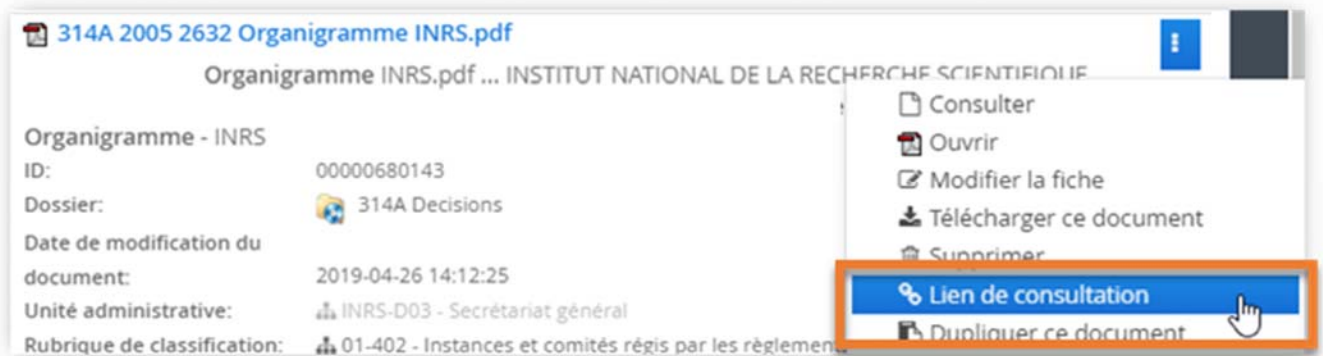 314A 2005 2632 Organigramme INRS.pdf
Organigramme INRS.pdf ... INSTITUT NATIONAL DE LA RECHERCHE SCIENTIFIQUE
Organigramme - INRS
ID: 00000680143
Dossier: 314A Decisions
Date de modification du
document: 2019-04-26 14:12:25
Unité administrative: INRS-D03 - Secrétariat général
Rubrique de classification: 01-402 - Instances et comités régis par les règlement
Consulter
Ouvrir
Modifier la fiche
Télécharger ce document
Supprimer
Lien de consultation
Dupliquer ce document